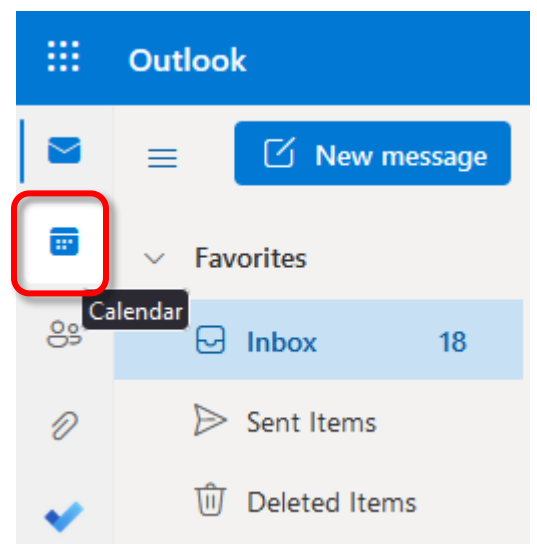 Outlook
New message
Favorites
Calendar
Inbox 18
Sent Items
Deleted Items